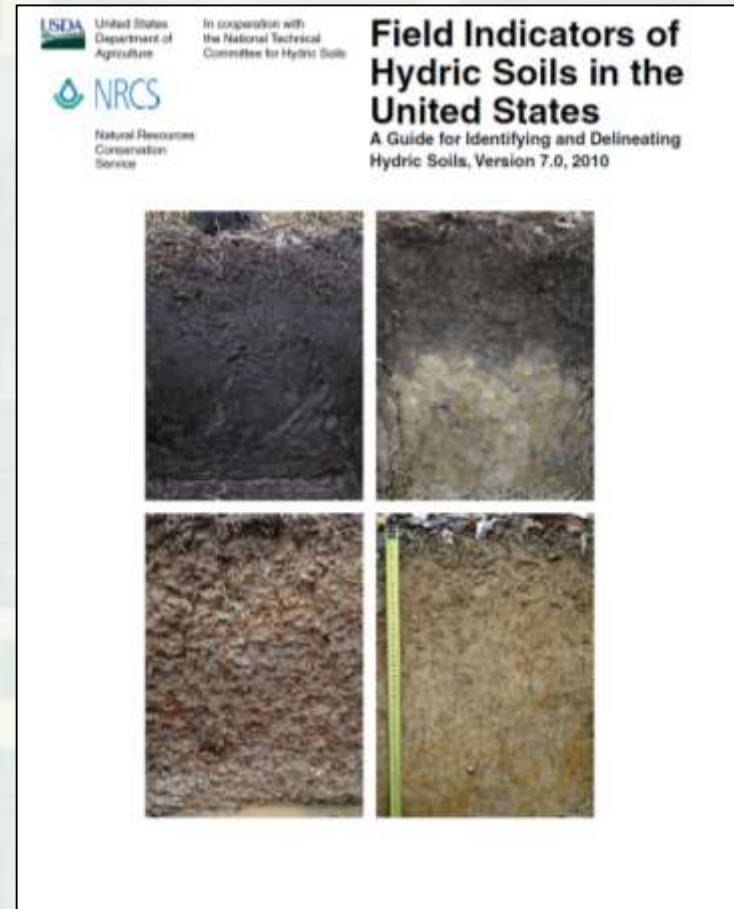 USDA
United States
Department of
Agriculture
In cooperation with
the National Technical
Committee for Hydric Soils
NRCS
Natural Resources
Conservation
Service
Field Indicators of
Hydric Soils in the
United States
A Guide for Identifying and Delineating
Hydric Soils, Version 7.0, 2010